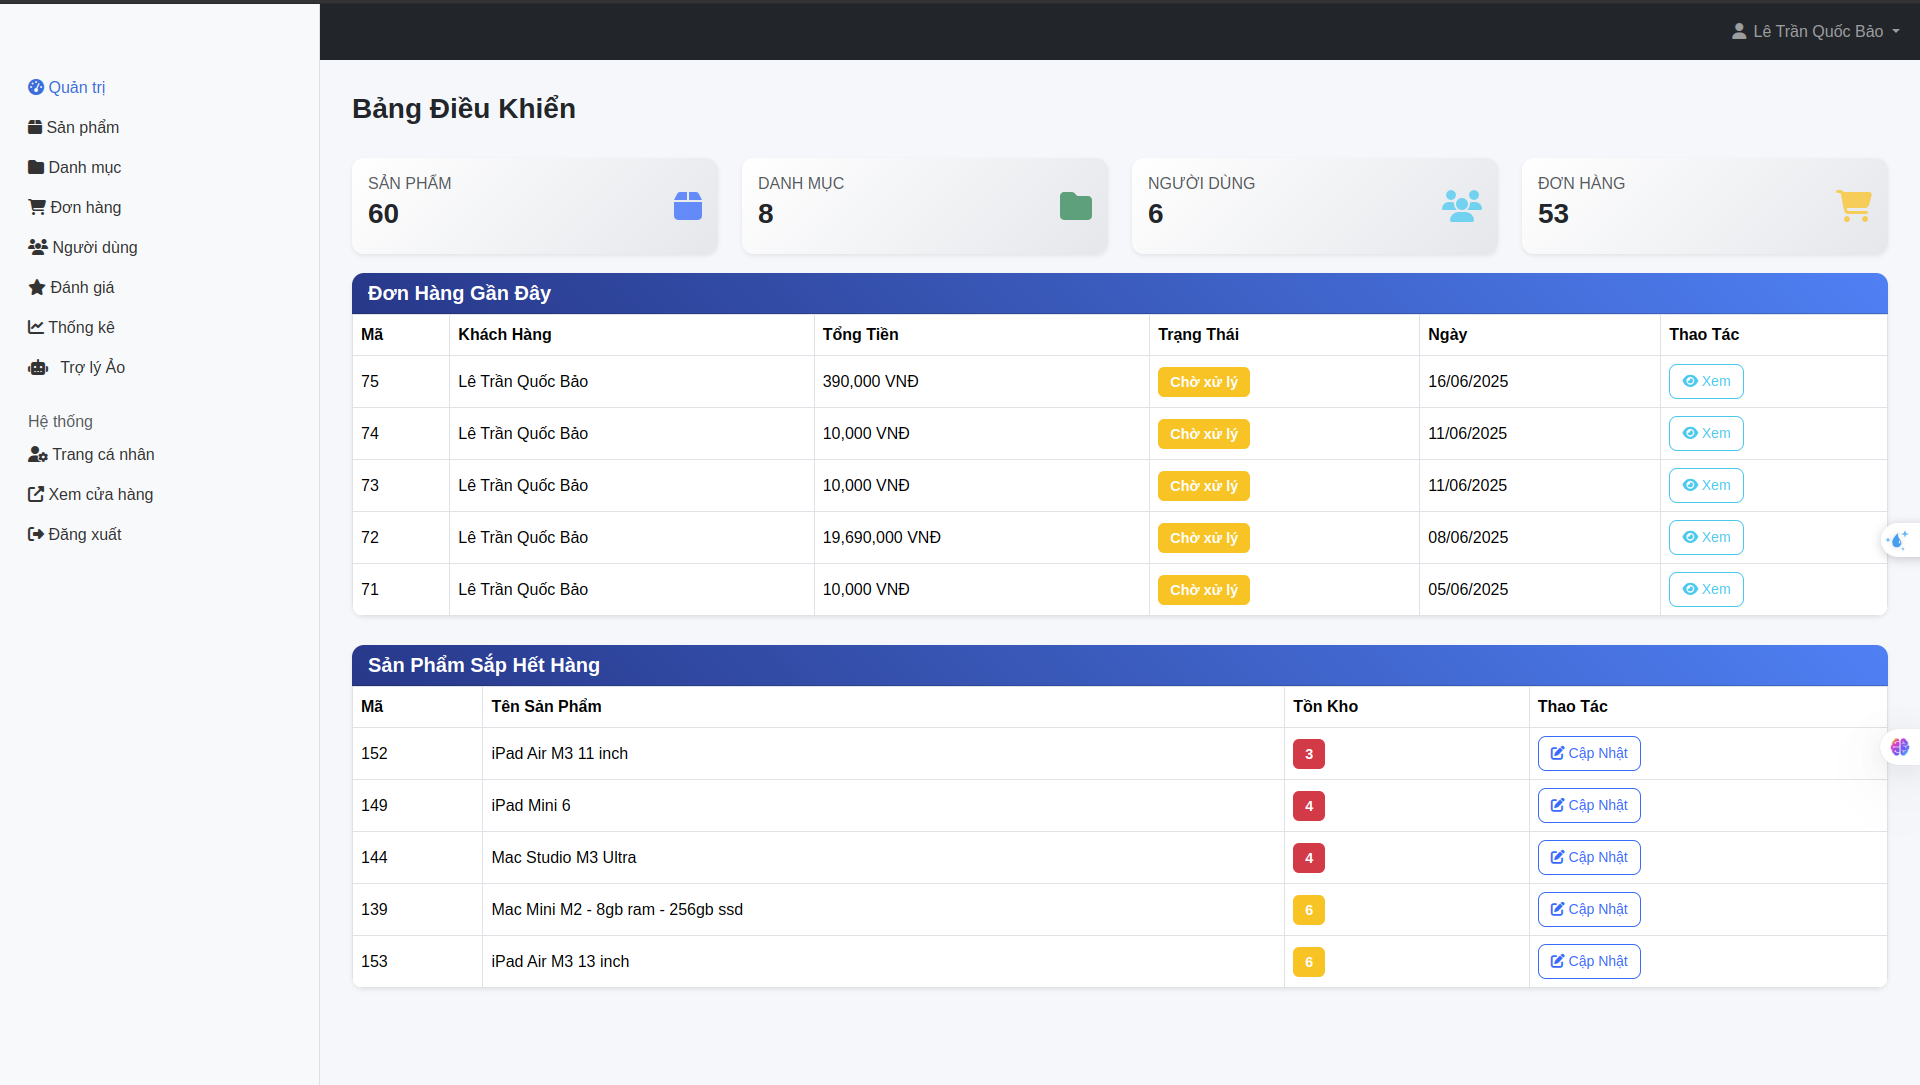 Lê Trần Quốc Bảo
Quản trị
Sản phẩm
Danh mục
Đơn hàng
Người dùng
Đánh giá
Thống kê
Trợ lý Ảo
Hệ thống
Trang cá nhân
Xem cửa hàng
Đăng xuất
Bảng Điều Khiển
SẢN PHẨM
60
DANH MỤC
8
NGƯỜI DÙNG
6
ĐƠN HÀNG
53
Đơn Hàng Gần Đây
Mã Khách Hàng Tổng Tiền Trạng Thái Ngày Thao Tác
75 Lê Trần Quốc Bảo 390,000 VNĐ Chờ xử lý 16/06/2025 Xem
74 Lê Trần Quốc Bảo 10,000 VNĐ Chờ xử lý 11/06/2025 Xem
73 Lê Trần Quốc Bảo 10,000 VNĐ Chờ xử lý 11/06/2025 Xem
72 Lê Trần Quốc Bảo 19,690,000 VNĐ Chờ xử lý 08/06/2025 Xem
71 Lê Trần Quốc Bảo 10,000 VNĐ Chờ xử lý 05/06/2025 Xem
Sản Phẩm Sắp Hết Hàng
Mã Tên Sản Phẩm Tồn Kho Thao Tác
152 iPad Air M3 11 inch 3 Cập Nhật
149 iPad Mini 6 4 Cập Nhật
144 Mac Studio M3 Ultra 4 Cập Nhật
139 Mac Mini M2 - 8gb ram - 256gb ssd 6 Cập Nhật
153 iPad Air M3 13 inch 6 Cập Nhật